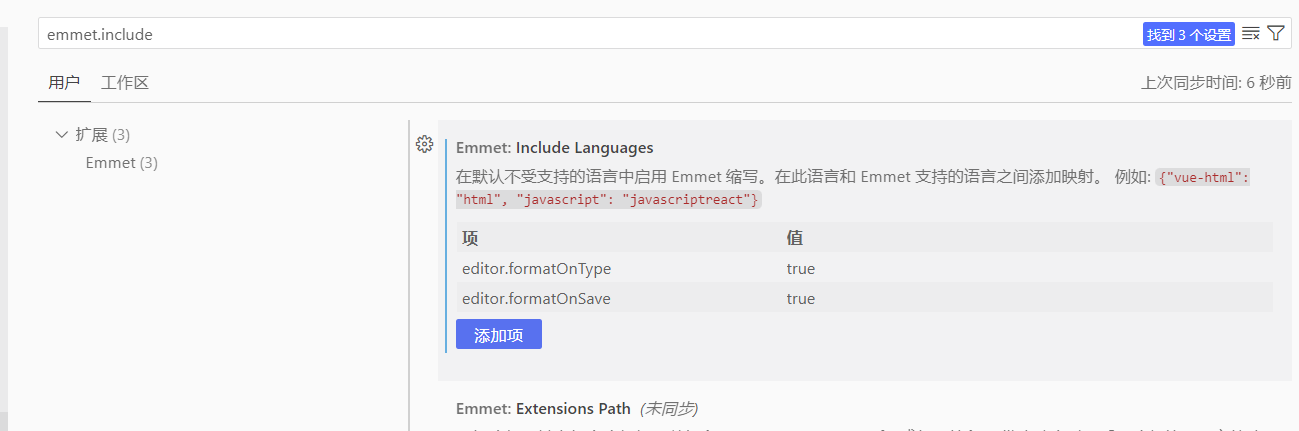 emmet.include
找到 3 个设置
用户 工作区
上次同步时间: 6 秒前
扩展 (3)
Emmet (3)
Emmet: Include Languages
在默认不受支持的语言中启用 Emmet 缩写。在此语言和 Emmet 支持的语言之间添加映射。 例如: {"vue-html":
"html", "javascript": "javascriptreact"}
项 值
editor.formatOnType true
editor.formatOnSave true
添加项
Emmet: Extensions Path (未同步)